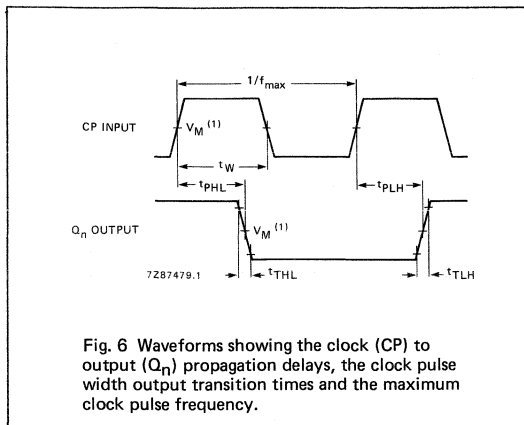 1/fmax
CP INPUT
VM (1)
tW
tPHL
tPLH
Qn OUTPUT
VM (1)
7Z87479.1
tTHL
tTLH
Fig. 6 Waveforms showing the clock (CP) to
output (Qn) propagation delays, the clock pulse
width output transition times and the maximum
clock pulse frequency.